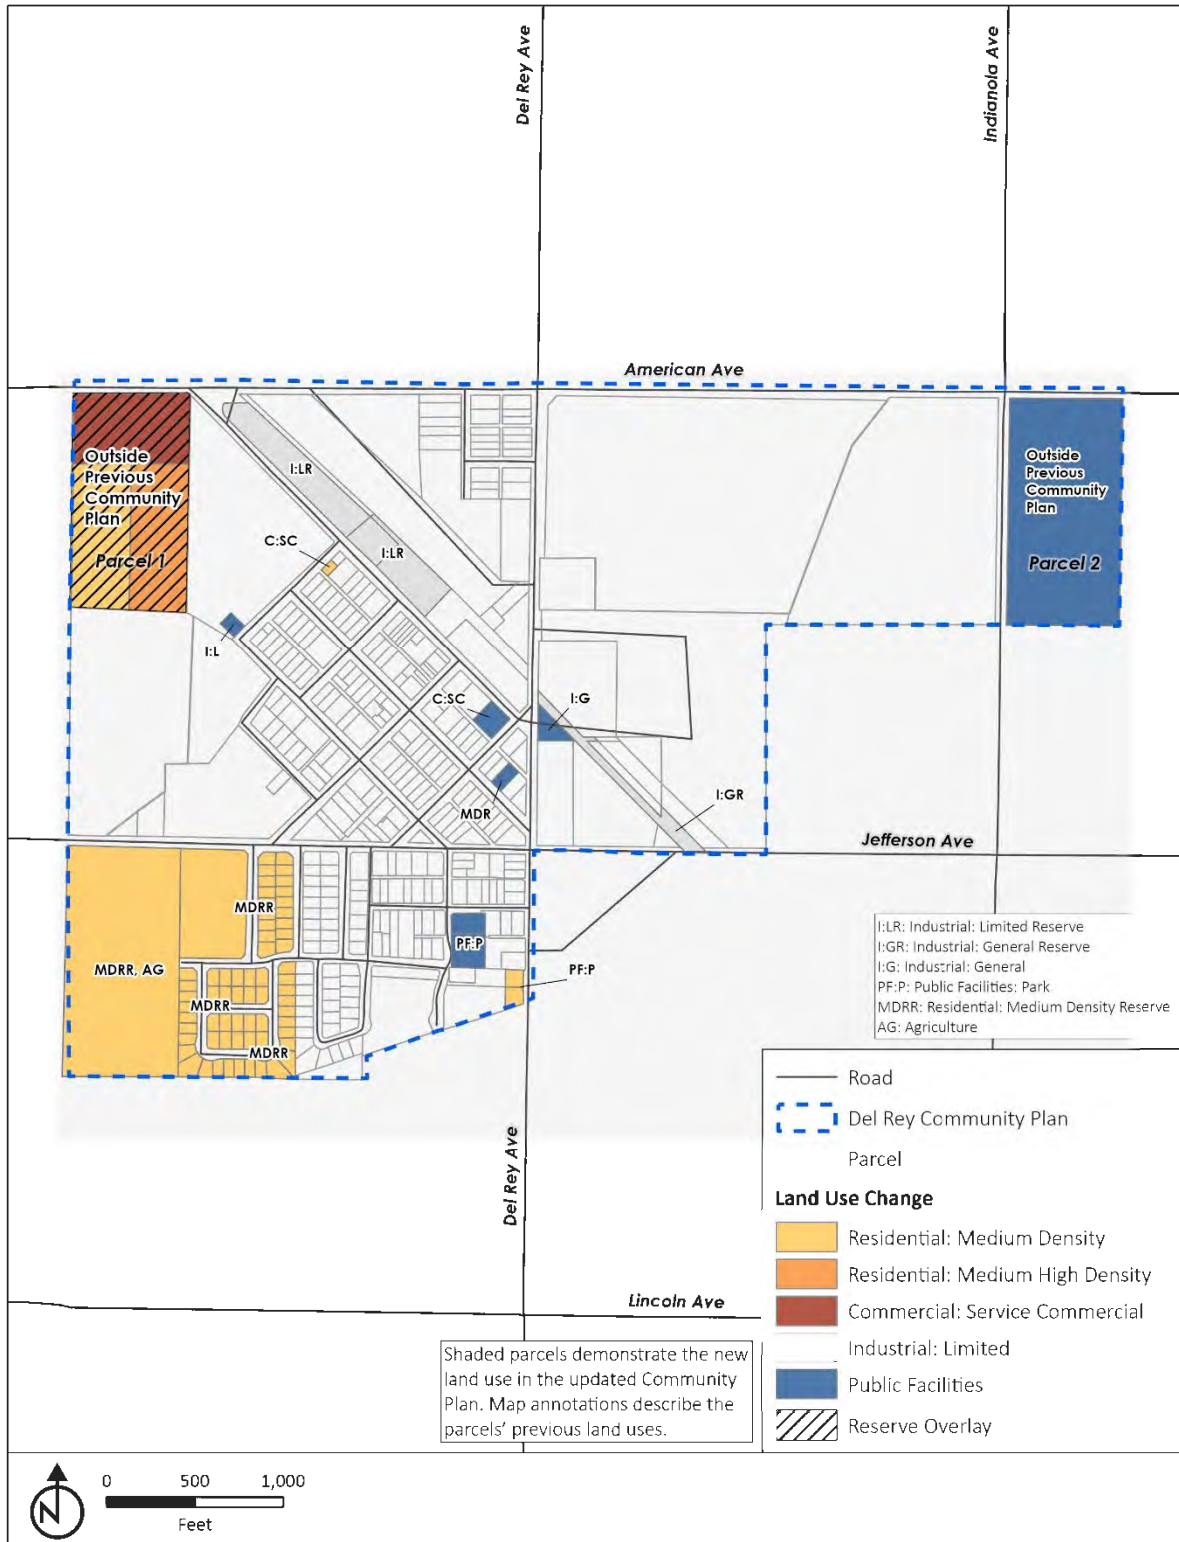 Del Rey Ave
Indianola Ave
American Ave
Outside
Previous
Community
Plan
Parcel 1
I:LR
I:LR
C:SC
I:L
C:SC
MDR
I:G
I:GR
Outside
Previous
Community
Plan
Parcel 2
Jefferson Ave
MDRR
MDRR, AG
MDRR
MDRR
PF:P
PF:P
I:LR: Industrial: Limited Reserve
I:GR: Industrial: General Reserve
I:G: Industrial: General
PF:P: Public Facilities: Park
MDRR: Residential: Medium Density Reserve
AG: Agriculture
Road
Del Rey Community Plan
Parcel
Land Use Change
Residential: Medium Density
Residential: Medium High Density
Commercial: Service Commercial
Industrial: Limited
Public Facilities
Reserve Overlay
Del Rey Ave
Lincoln Ave
Shaded parcels demonstrate the new
land use in the updated Community
Plan. Map annotations describe the
parcels' previous land uses.
N
0 500 1,000
Feet